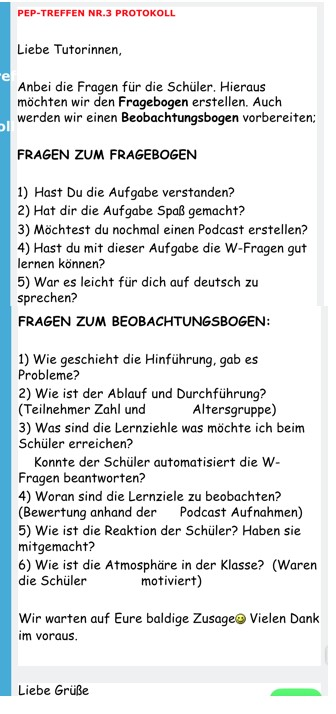 PEP-TREFFEN NR.3 PROTOKOLL
Liebe Tutorinnen,
Anbei die Fragen für die Schüler. Hieraus
möchten wir den Fragebogen erstellen. Auch
werden wir einen Beobachtungsbogen vorbereiten;
FRAGEN ZUM FRAGEBOGEN
1) Hast Du die Aufgabe verstanden?
2) Hat dir die Aufgabe Spaß gemacht?
3) Möchtest du nochmal einen Podcast erstellen?
4) Hast du mit dieser Aufgabe die W-Fragen gut
lernen können?
5) War es leicht für dich auf deutsch zu
sprechen?
FRAGEN ZUM BEOBACHTUNGSBOGEN:
1) Wie geschieht die Hinführung, gab es
Probleme?
2) Wie ist der Ablauf und Durchführung?
(Teilnehmer Zahl und Altersgruppe)
3) Was sind die Lernziehle was möchte ich beim
Schüler erreichen?
Konnte der Schüler automatisiert die W-
Fragen beantworten?
4) Woran sind die Lernziele zu beobachten?
(Bewertung anhand der Podcast Aufnahmen)
5) Wie ist die Reaktion der Schüler? Haben sie
mitgemacht?
6) Wie ist die Atmosphäre in der Klasse? (Waren
die Schüler motiviert)
Wir warten auf Eure baldige Zusage😀 Vielen Dank
im voraus.
Liebe Grüße